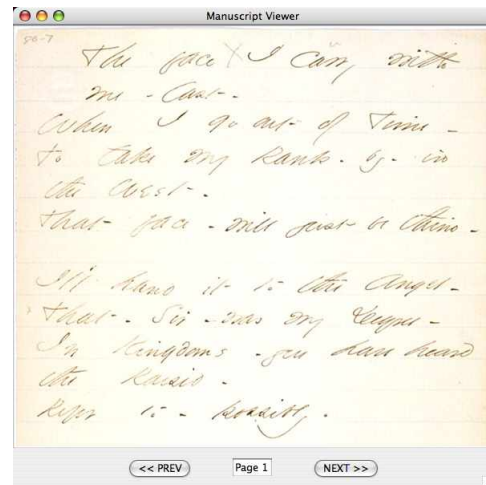 Manuscript Viewer
80-7
The face I carry with
me - last -
When I go out of Time -
To take my Rank - by - in
the West -
That face - will just be thine -
I'll hand it to the Angel -
That - Sir - was my Degree -
In Kingdoms - you have heard
the Raised -
Refer to - possibly.
<< PREV
Page 1
NEXT >>